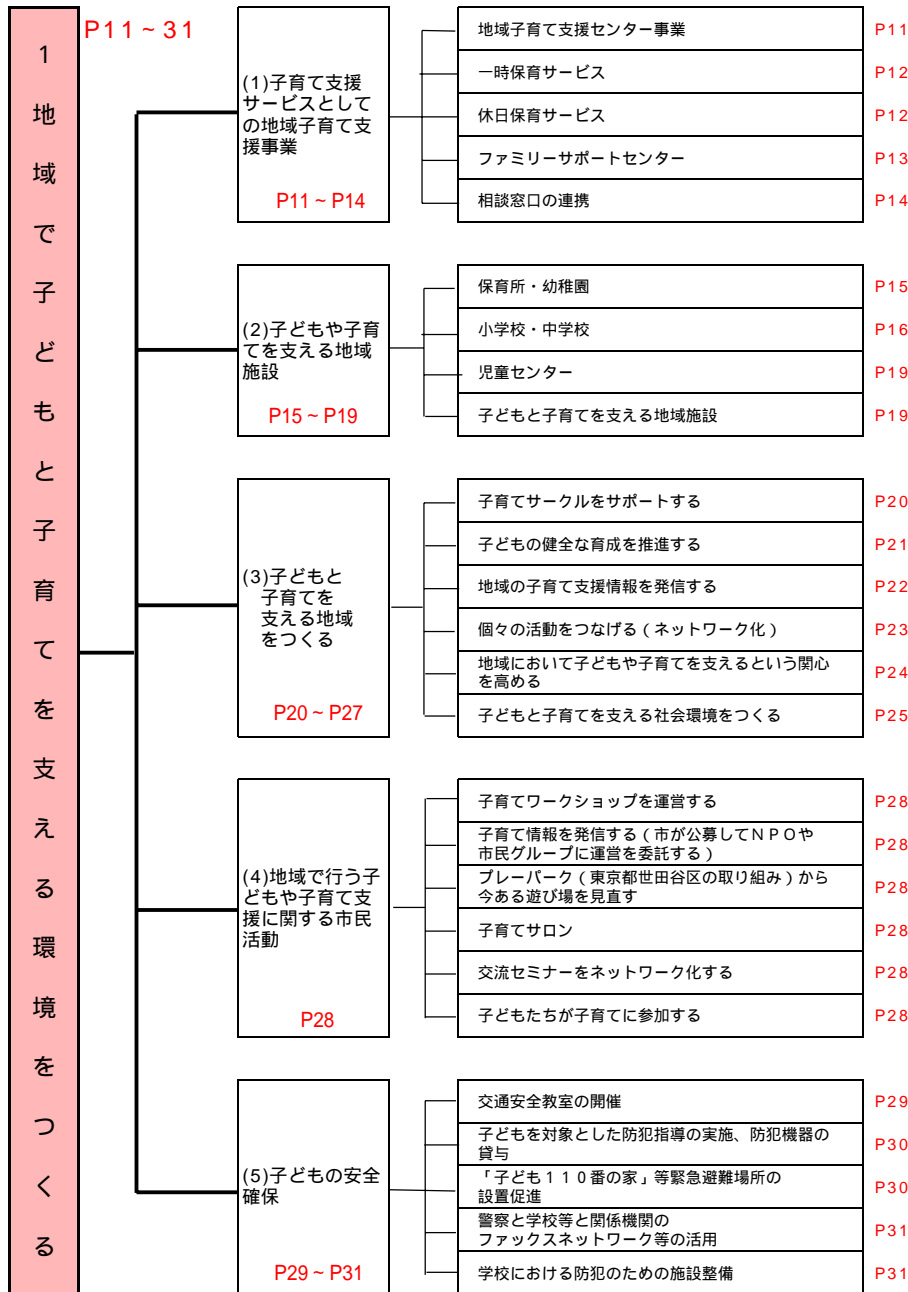 1地域で子どもと子育てを支える環境をつくる
P11~31
(1)子育て支援
サービスとして
の地域子育て支
援事業
P11~P14
地域子育て支援センター事業 P11
一時保育サービス P12
休日保育サービス P12
ファミリーサポートセンター P13
相談窓口の連携 P14
(2)子どもや子育
てを支える地域
施設
P15~P19
保育所・幼稚園 P15
小学校・中学校 P16
児童センター P19
子どもと子育てを支える地域施設 P19
(3)子どもと
子育てを
支える地域
をつくる
P20~P27
子育てサークルをサポートする P20
子どもの健全な育成を推進する P21
地域の子育て支援情報を発信する P22
個々の活動をつなげる(ネットワーク化) P23
地域において子どもや子育てを支えるという関心
を高める P24
子どもと子育てを支える社会環境をつくる P25
(4)地域で行う子
どもや子育て支
援に関する市民
活動
P28
子育てワークショップを運営する P28
子育て情報を発信する(市が公募してNPOや
市民グループに運営を委託する) P28
プレーパーク(東京都世田谷区の取り組み)から
今ある遊び場を見直す P28
子育てサロン P28
交流セミナーをネットワーク化する P28
子どもたちが子育てに参加する P28
(5)子どもの安全
確保
P29~P31
交通安全教室の開催 P29
子どもを対象とした防犯指導の実施、防犯機器の
貸与 P30
「子ども110番の家」等緊急避難場所の
設置促進 P30
警察と学校等と関係機関の
ファックスネットワーク等の活用 P31
学校における防犯のための施設整備 P31